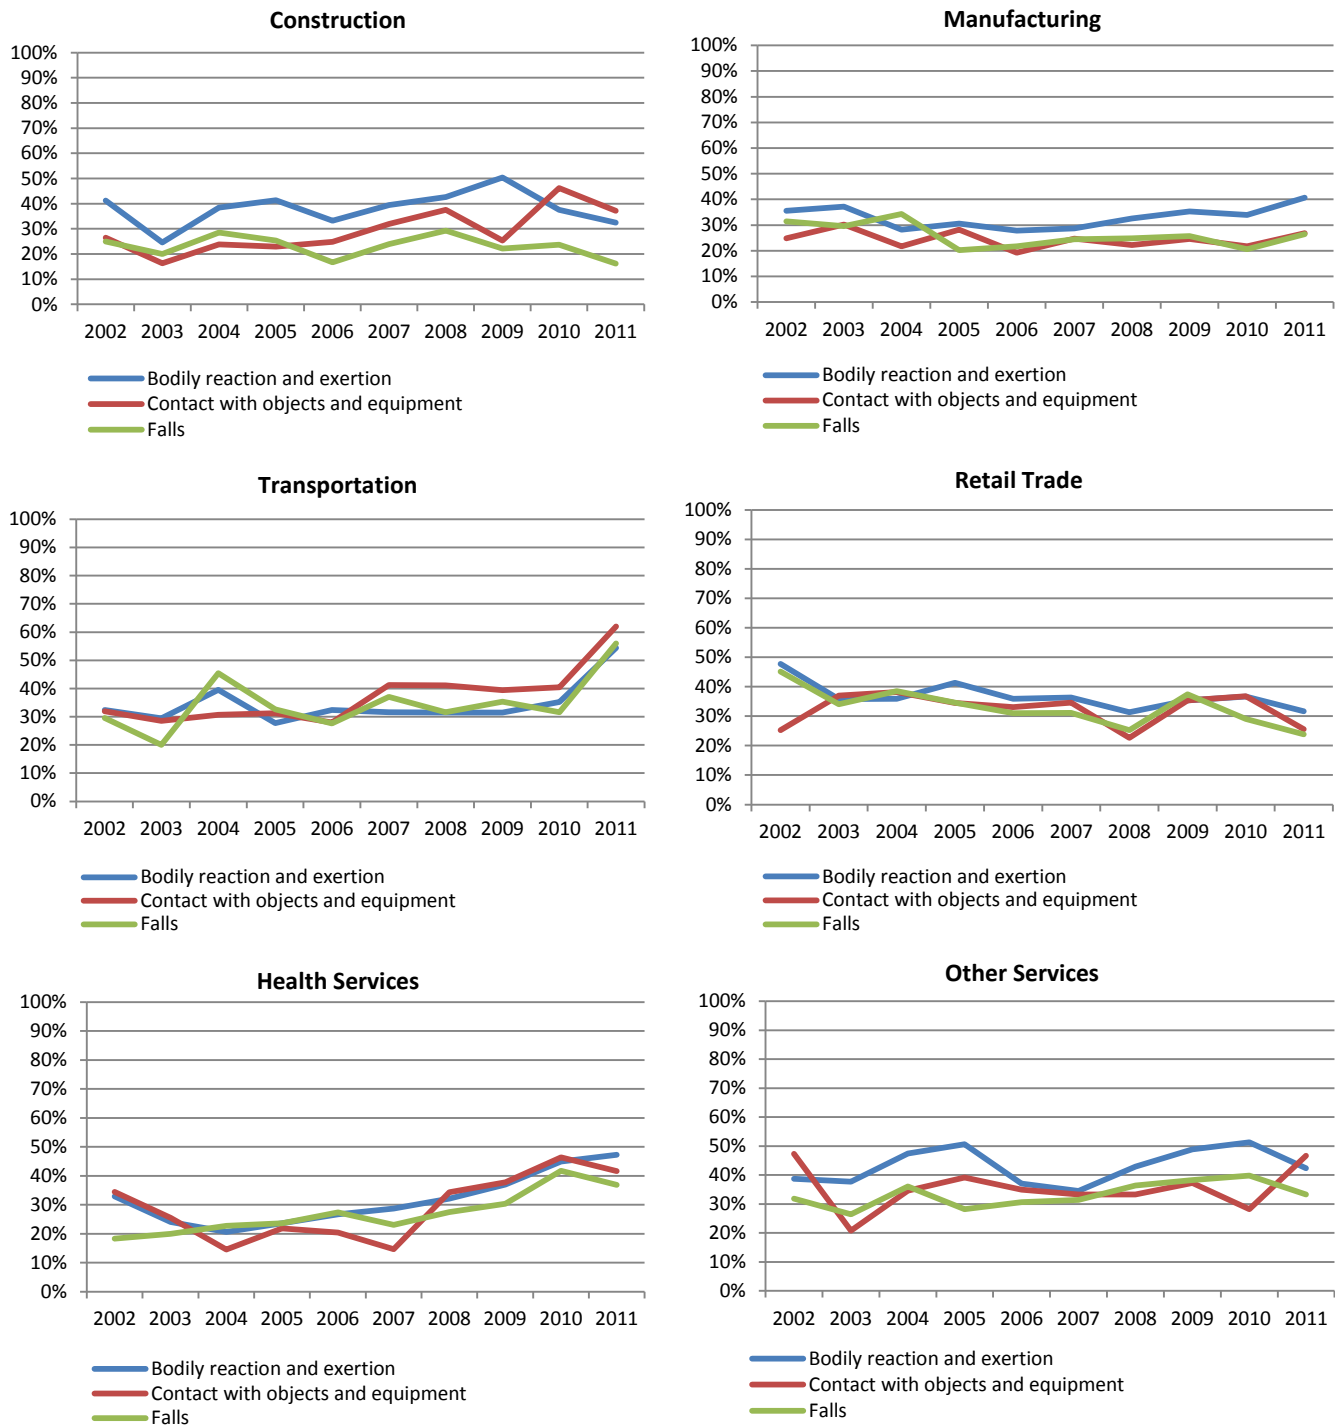 Construction
100%
90%
80%
70%
60%
50%
40%
30%
20%
10%
0%
2002 2003 2004 2005 2006 2007 2008 2009 2010 2011
Bodily reaction and exertion
Contact with objects and equipment
Falls
Manufacturing
100%
90%
80%
70%
60%
50%
40%
30%
20%
10%
0%
2002 2003 2004 2005 2006 2007 2008 2009 2010 2011
Bodily reaction and exertion
Contact with objects and equipment
Falls
Transportation
100%
90%
80%
70%
60%
50%
40%
30%
20%
10%
0%
2002 2003 2004 2005 2006 2007 2008 2009 2010 2011
Bodily reaction and exertion
Contact with objects and equipment
Falls
Retail Trade
100%
90%
80%
70%
60%
50%
40%
30%
20%
10%
0%
2002 2003 2004 2005 2006 2007 2008 2009 2010 2011
Bodily reaction and exertion
Contact with objects and equipment
Falls
Health Services
100%
90%
80%
70%
60%
50%
40%
30%
20%
10%
0%
2002 2003 2004 2005 2006 2007 2008 2009 2010 2011
Bodily reaction and exertion
Contact with objects and equipment
Falls
Other Services
100%
90%
80%
70%
60%
50%
40%
30%
20%
10%
0%
2002 2003 2004 2005 2006 2007 2008 2009 2010 2011
Bodily reaction and exertion
Contact with objects and equipment
Falls